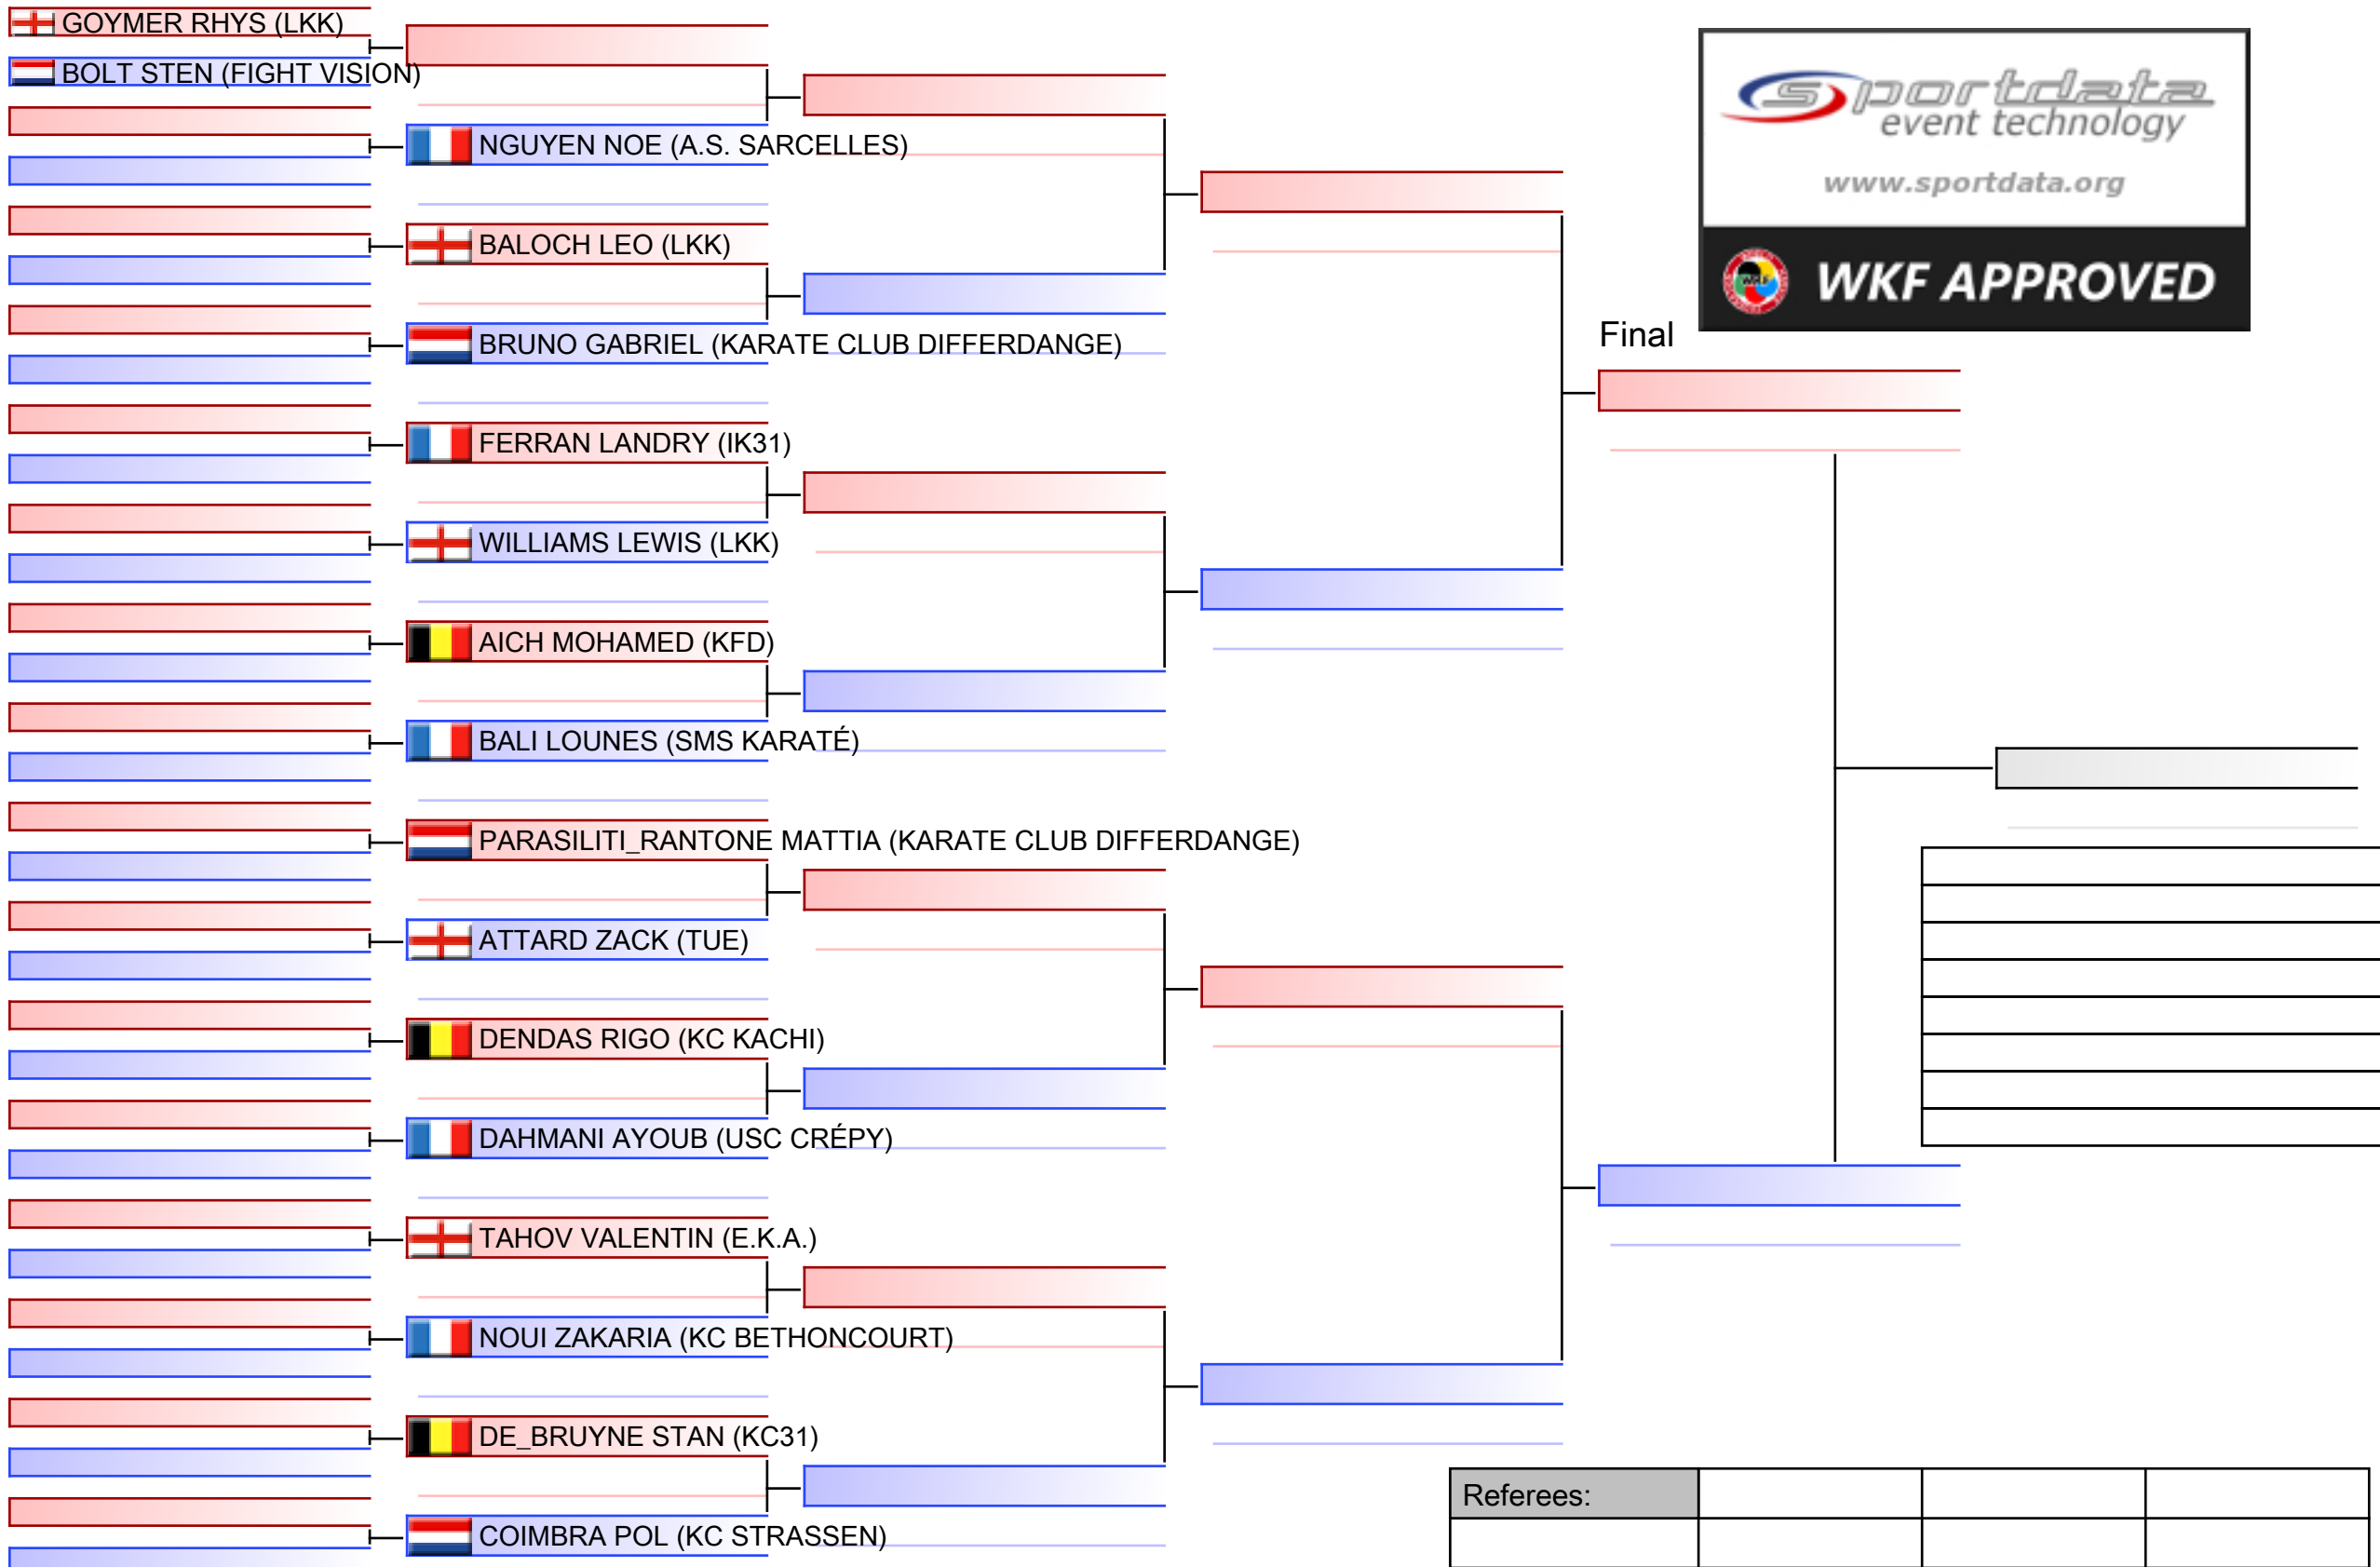 GOYMER RHYS (LKK)
BOLT STEN (FIGHT VISION)
NGUYEN NOE (A.S. SARCELLES)
BALOCH LEO (LKK)
BRUNO GABRIEL (KARATE CLUB DIFFERDANGE)
FERRAN LANDRY (IK31)
WILLIAMS LEWIS (LKK)
AICH MOHAMED (KFD)
BALI LOUNES (SMS KARATÉ)
PARASILITI_RANTONE MATTIA (KARATE CLUB DIFFERDANGE)
ATTARD ZACK (TUE)
DENDAS RIGO (KC KACHI)
DAHMANI AYOUB (USC CRÉPY)
TAHOV VALENTIN (E.K.A.)
NOUI ZAKARIA (KC BETHONCOURT)
DE_BRUYNE STAN (KC31)
COIMBRA POL (KC STRASSEN)
sportdata
event technology
www.sportdata.org
WKF
WKF APPROVED
Final
Referees: